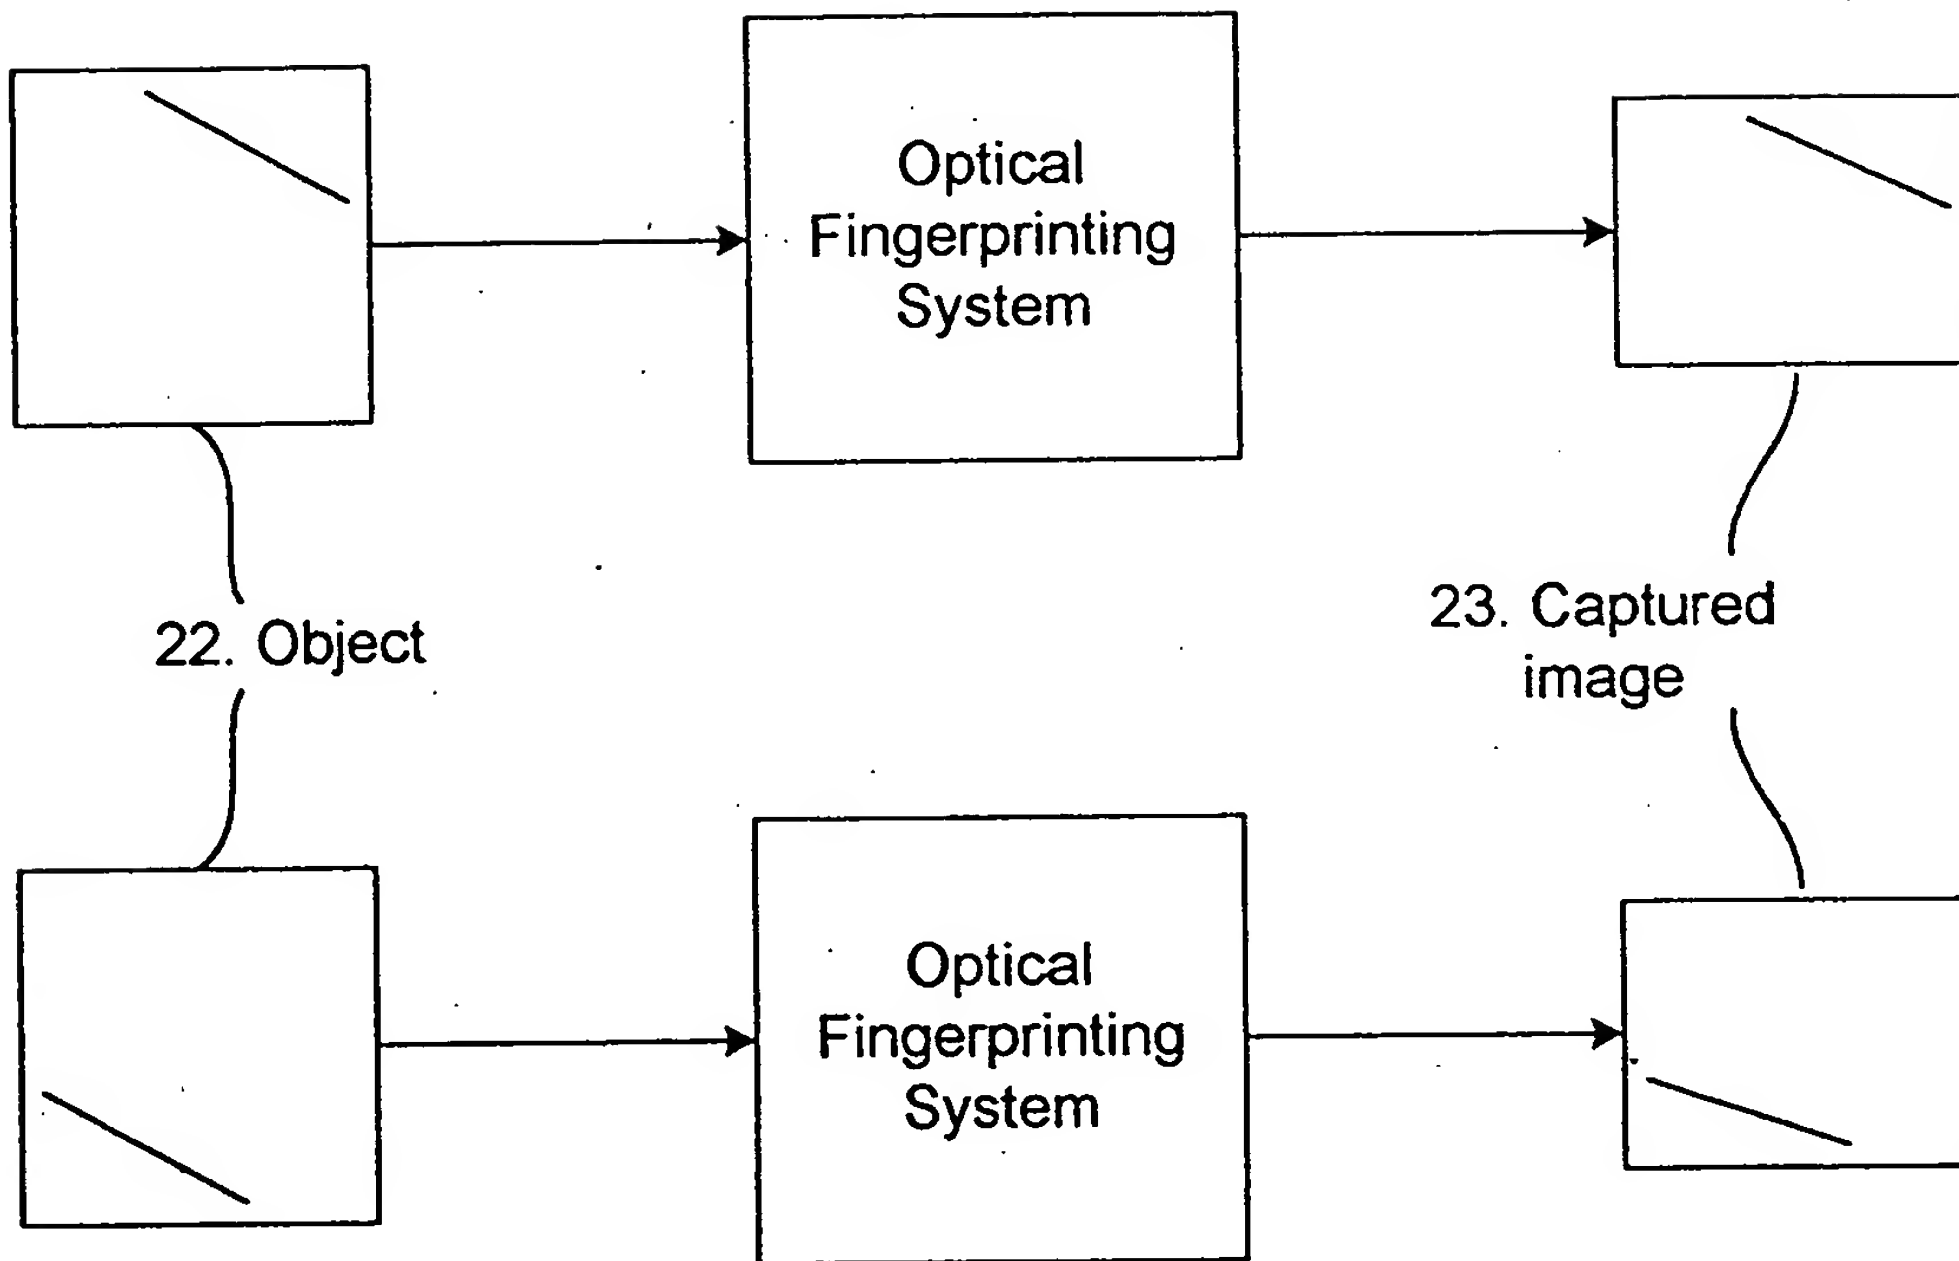 Optical
Fingerprinting
System
22. Object
23. Captured
image
Optical
Fingerprinting
System